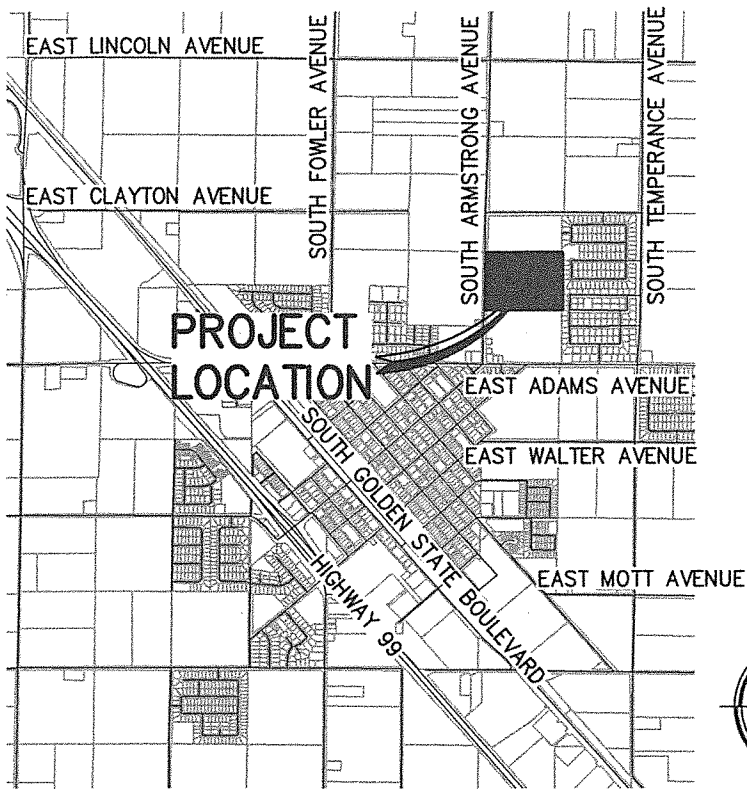 EAST LINCOLN AVENUE
SOUTH FOWLER AVENUE
SOUTH ARMSTRONG AVENUE
SOUTH TEMPERANCE AVENUE
EAST CLAYTON AVENUE
PROJECT
LOCATION
EAST ADAMS AVENUE
EAST WALTER AVENUE
SOUTH GOLDEN STATE BOULEVARD
HIGHWAY 99
EAST MOTT AVENUE